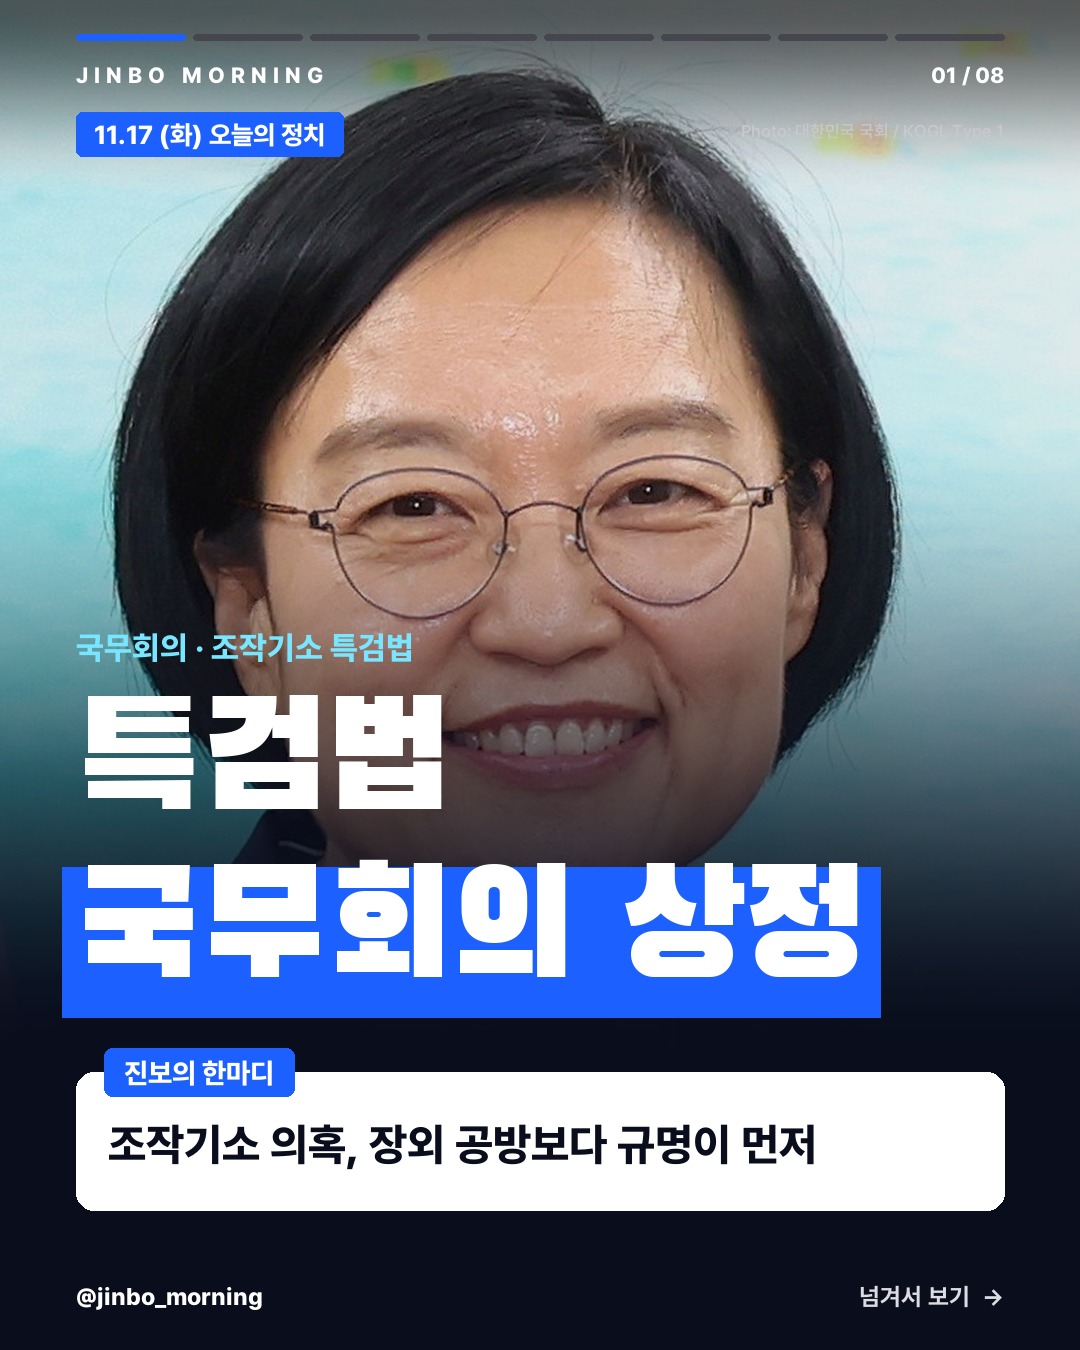 JINBO MORNING
01 / 08
11.17 (화) 오늘의 정치
Photo: 대한민국 국회 / KOGL Type 1
국무회의 · 조작기소 특검법
특검법
국무회의 상정
진보의 한마디
조작기소 의혹, 장외 공방보다 규명이 먼저
@jinbo_morning
넘겨서 보기 →